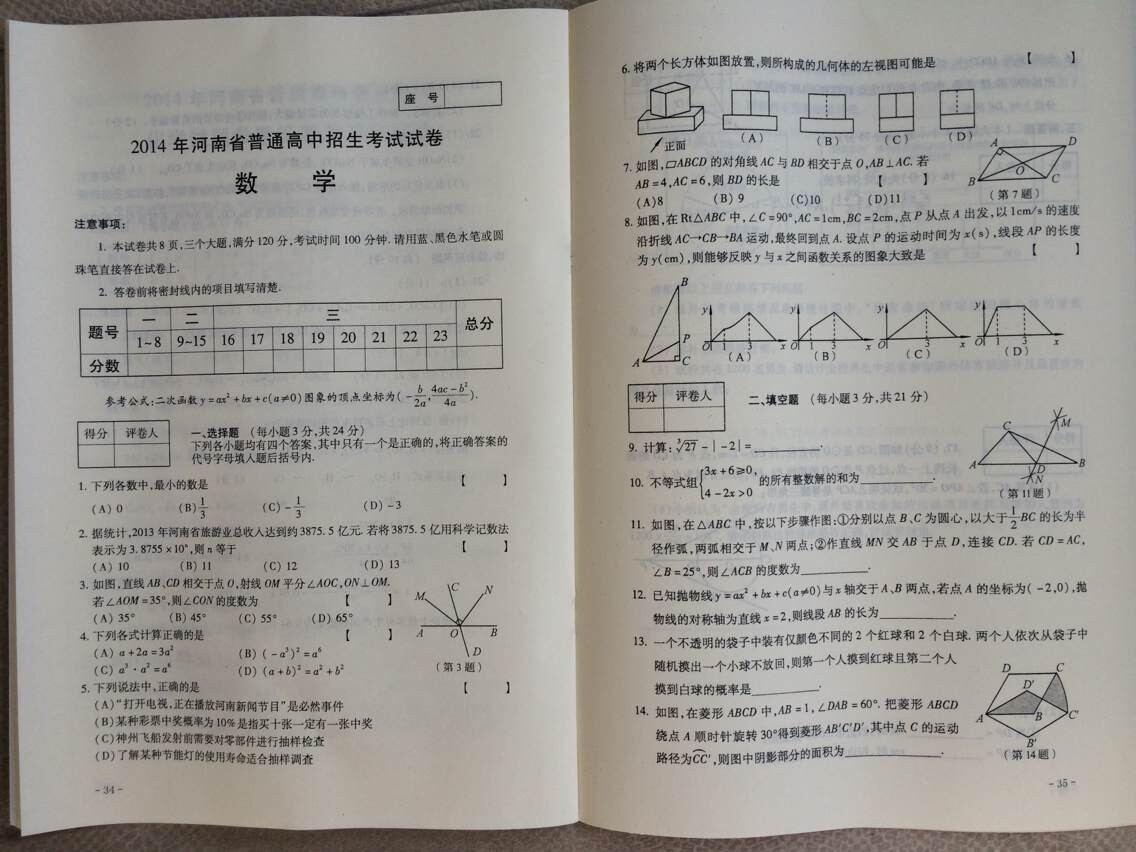 座 号
2014 年河南省普通高中招生考试试卷
数 学
注意事项:
1. 本试卷共8页,三个大题,满分120分,考试时间100分钟. 请用蓝、黑色水笔或圆
珠笔直接答在试卷上.
2. 答卷前将密封线内的项目填写清楚.
题号 一 二 三 总分
1~8 9~15 16 17 18 19 20 21 22 23
分数
参考公式:二次函数 y=ax²+bx+c(a≠0)图象的顶点坐标为(-b/2a, (4ac-b²)/4a).
得分 评卷人
一、选择题 (每小题3分,共24分)
下列各小题均有四个答案,其中只有一个是正确的,将正确答案的
代号字母填入题后括号内.
1. 下列各数中,最小的数是 【 】
(A) 0 (B) 1/3 (C) -1/3 (D) -3
2. 据统计,2013年河南省旅游业总收入达到约3875.5亿元. 若将3875.5亿用科学记数法
表示为3.8755×10ⁿ,则n等于 【 】
(A) 10 (B) 11 (C) 12 (D) 13
3. 如图,直线AB、CD相交于点O,射线OM平分∠AOC,ON⊥OM.
若∠AOM=35°,则∠CON的度数为 【 】
(A) 35° (B) 45° (C) 55° (D) 65°
M C N
A O B
D
(第3题)
4. 下列各式计算正确的是 【 】
(A) a+2a=3a² (B) (-a³)²=a⁶
(C) a³·a²=a⁶ (D) (a+b)²=a²+b²
5. 下列说法中,正确的是 【 】
(A)“打开电视,正在播放河南新闻节目”是必然事件
(B)某种彩票中奖概率为10%是指买十张一定有一张中奖
(C)神州飞船发射前需要对零部件进行抽样检查
(D)了解某种节能灯的使用寿命适合抽样调查
-34-
6. 将两个长方体如图放置,则所构成的几何体的左视图可能是 【 】
正面
(A) (B) (C) (D)
7. 如图,▱ABCD的对角线AC与BD相交于点O,AB⊥AC. 若
AB=4,AC=6,则BD的长是 【 】
(A)8 (B) 9 (C)10 (D)11
A D
O
B C
(第7题)
8. 如图,在Rt△ABC中,∠C=90°,AC=1cm,BC=2cm,点P从点A出发,以1cm/s的速度
沿折线AC→CB→BA运动,最终回到点A. 设点P的运动时间为x(s),线段AP的长度
为y(cm),则能够反映y与x之间函数关系的图象大致是 【 】
B
P
A C
y O 1 3 x (A)
y O 1 3 x (B)
y O 3 x (C)
y O 1 3 x (D)
得分 评卷人
二、填空题 (每小题3分,共21分)
9. 计算:∛27-|-2|=________.
10. 不等式组{3x+6≥0, 4-2x>0 的所有整数解的和为________.
C M
A D B
N
(第11题)
11. 如图,在△ABC中,按以下步骤作图:①分别以点B、C为圆心,以大于1/2BC的长为半
径作弧,两弧相交于M、N两点;②作直线MN交AB于点D,连接CD. 若CD=AC,
∠B=25°,则∠ACB的度数为________.
12. 已知抛物线y=ax²+bx+c(a≠0)与x轴交于A、B两点,若点A的坐标为(-2,0),抛
物线的对称轴为直线x=2,则线段AB的长为________.
13. 一个不透明的袋子中装有仅颜色不同的2个红球和2个白球. 两个人依次从袋子中
随机摸出一个小球不放回,则第一个人摸到红球且第二个人
摸到白球的概率是________.
14. 如图,在菱形ABCD中,AB=1,∠DAB=60°. 把菱形ABCD
绕点A顺时针旋转30°得到菱形AB'C'D',其中点C的运动
路径为C͡C',则图中阴影部分的面积为________.
D C
D'
A B C'
B'
(第14题)
-35-